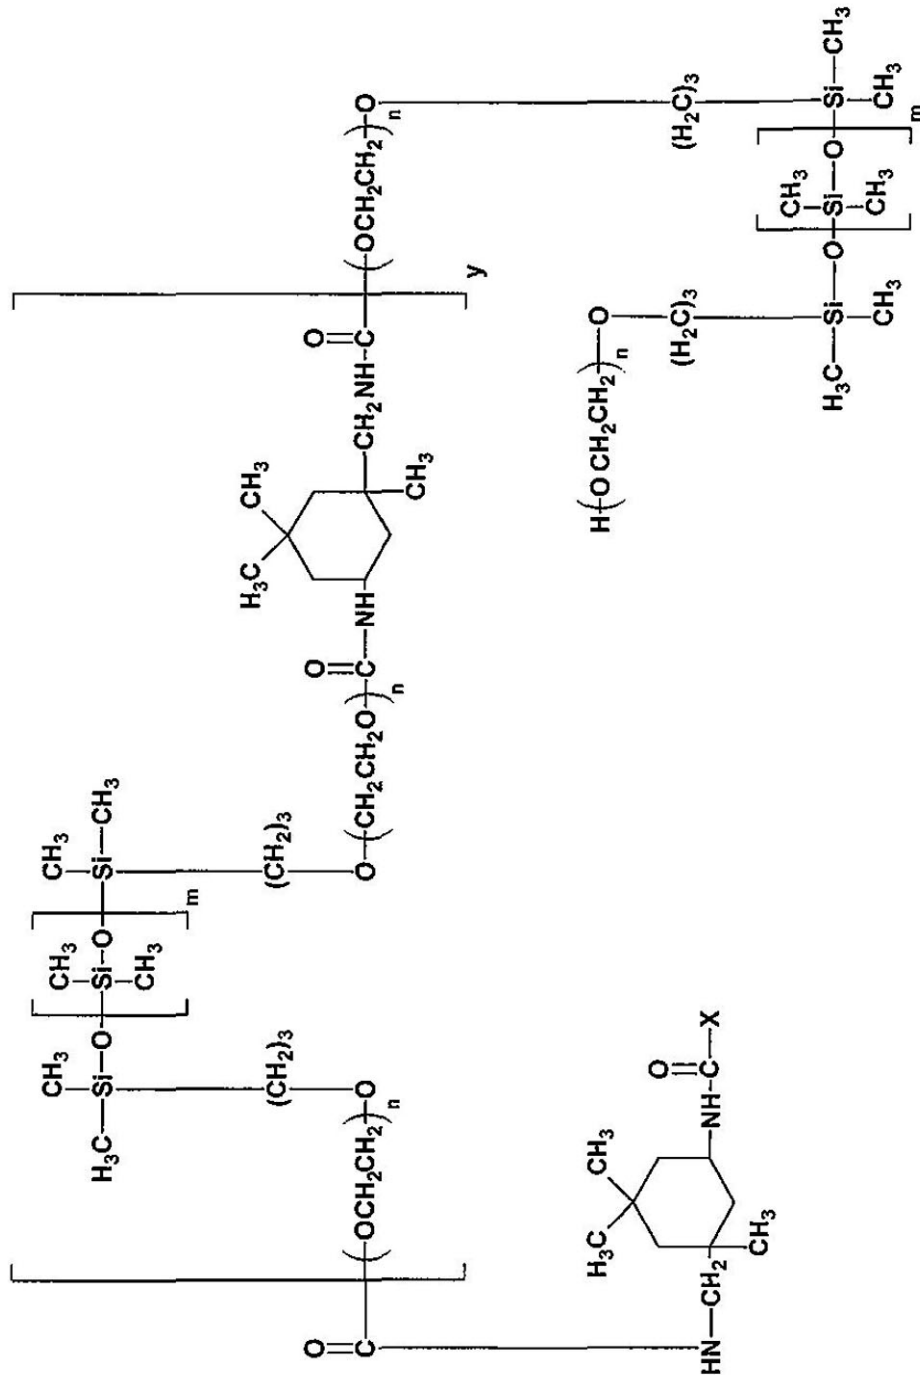 CH3 CH3 CH3
H3C–Si–O–Si–O–Si–CH3
CH3
m
(CH2)3 (CH2)3
H3C CH3
O O O
C (OCH2CH2)n O O (CH2CH2O)n C–NH CH2NH–C (OCH2CH2)n O
CH3
y
H3C CH3
H(OCH2CH2)n O
O
(H2C)3 (H2C)3
HN CH2 NH–C–X
CH3
CH3
H3C–Si–O–Si–O–Si–CH3
CH3 CH3 CH3
m